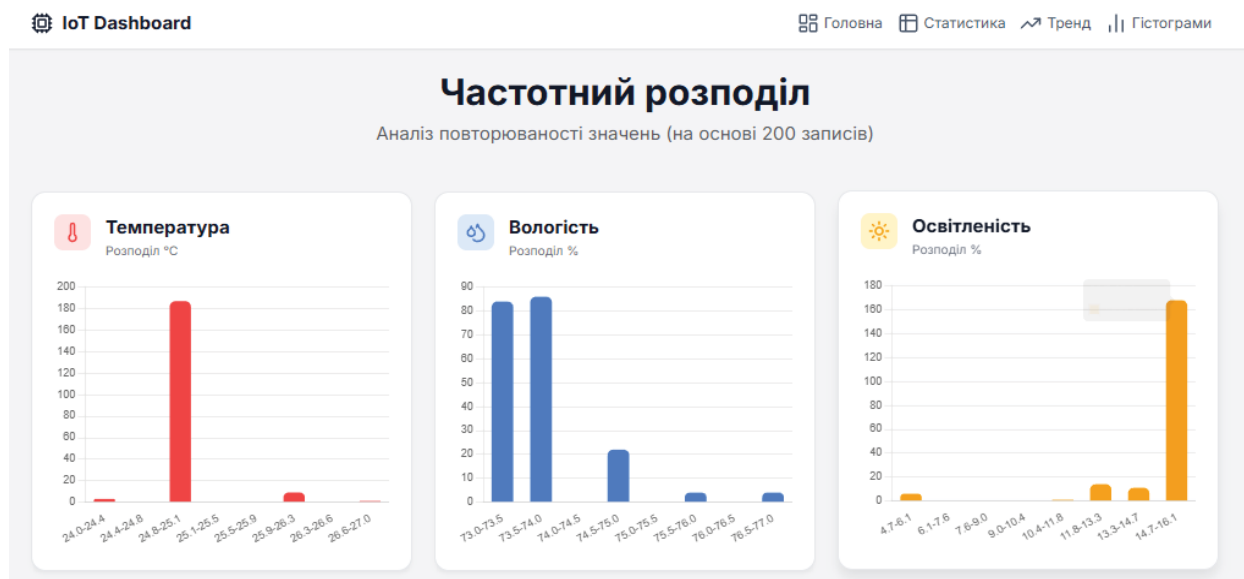 IoT Dashboard
Головна Статистика Тренд Гістограми
Частотний розподіл
Аналіз повторюваності значень (на основі 200 записів)
Температура
Розподіл °C
200
180
160
140
120
100
80
60
40
20
0
24.0-24.4 24.4-24.8 24.8-25.1 25.1-25.5 25.5-25.9 25.9-26.3 26.3-26.6 26.6-27.0
Вологість
Розподіл %
90
80
70
60
50
40
30
20
10
0
73.0-73.5 73.5-74.0 74.0-74.5 74.5-75.0 75.0-75.5 75.5-76.0 76.0-76.5 76.5-77.0
Освітленість
Розподіл %
180
160
140
120
100
80
60
40
20
0
4.7-6.1 6.1-7.6 7.6-9.0 9.0-10.4 10.4-11.8 11.8-13.3 13.3-14.7 14.7-16.1